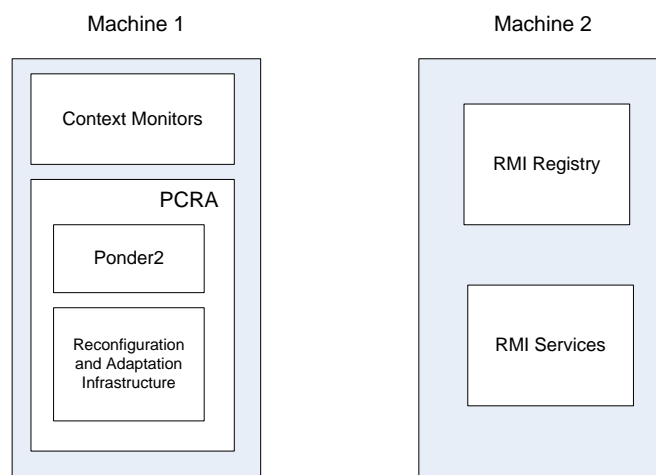 Machine 1
Context Monitors
PCRA
Ponder2
Reconfiguration
and Adaptation
Infrastructure
Machine 2
RMI Registry
RMI Services